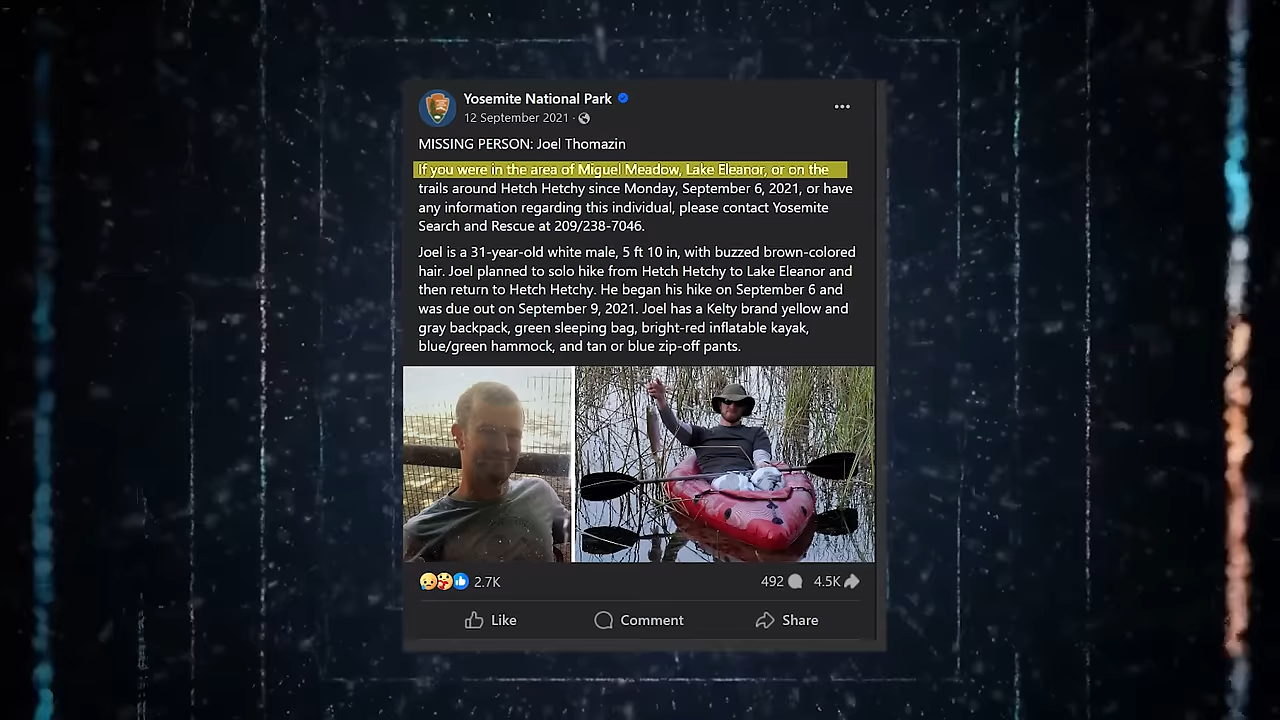 Yosemite National Park
12 September 2021 ·
MISSING PERSON: Joel Thomazin
If you were in the area of Miguel Meadow, Lake Eleanor, or on the
trails around Hetch Hetchy since Monday, September 6, 2021, or have
any information regarding this individual, please contact Yosemite
Search and Rescue at 209/238-7046.
Joel is a 31-year-old white male, 5 ft 10 in, with buzzed brown-colored
hair. Joel planned to solo hike from Hetch Hetchy to Lake Eleanor and
then return to Hetch Hetchy. He began his hike on September 6 and
was due out on September 9, 2021. Joel has a Kelty brand yellow and
gray backpack, green sleeping bag, bright-red inflatable kayak,
blue/green hammock, and tan or blue zip-off pants.
2.7K 492 4.5K
Like Comment Share